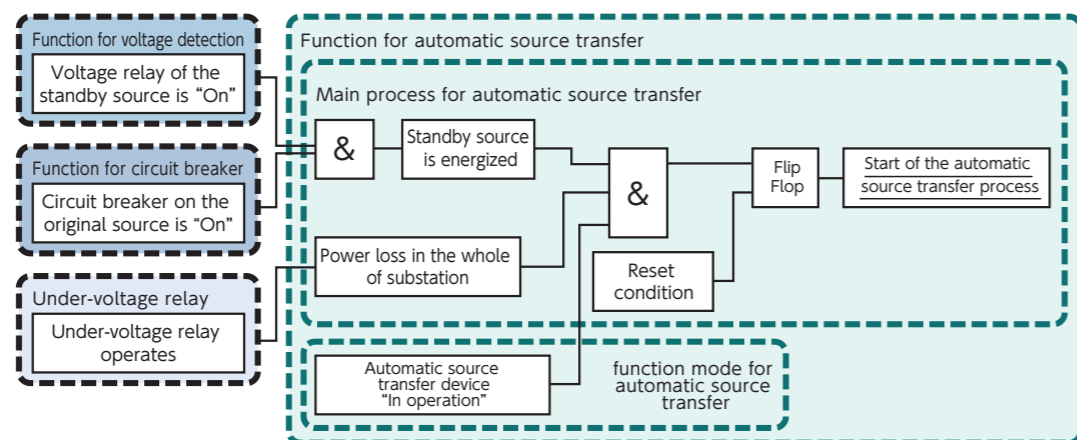 Function for voltage detection
Voltage relay of the
standby source is “On”
Function for circuit breaker
Circuit breaker on the
original source is “On”
Under-voltage relay
Under-voltage relay
operates
Function for automatic source transfer
Main process for automatic source transfer
&
Standby source
is energized
&
Flip
Flop
Start of the automatic
source transfer process
Power loss in the whole
of substation
Reset
condition
Automatic source
transfer device
“In operation”
function mode for
automatic source
transfer